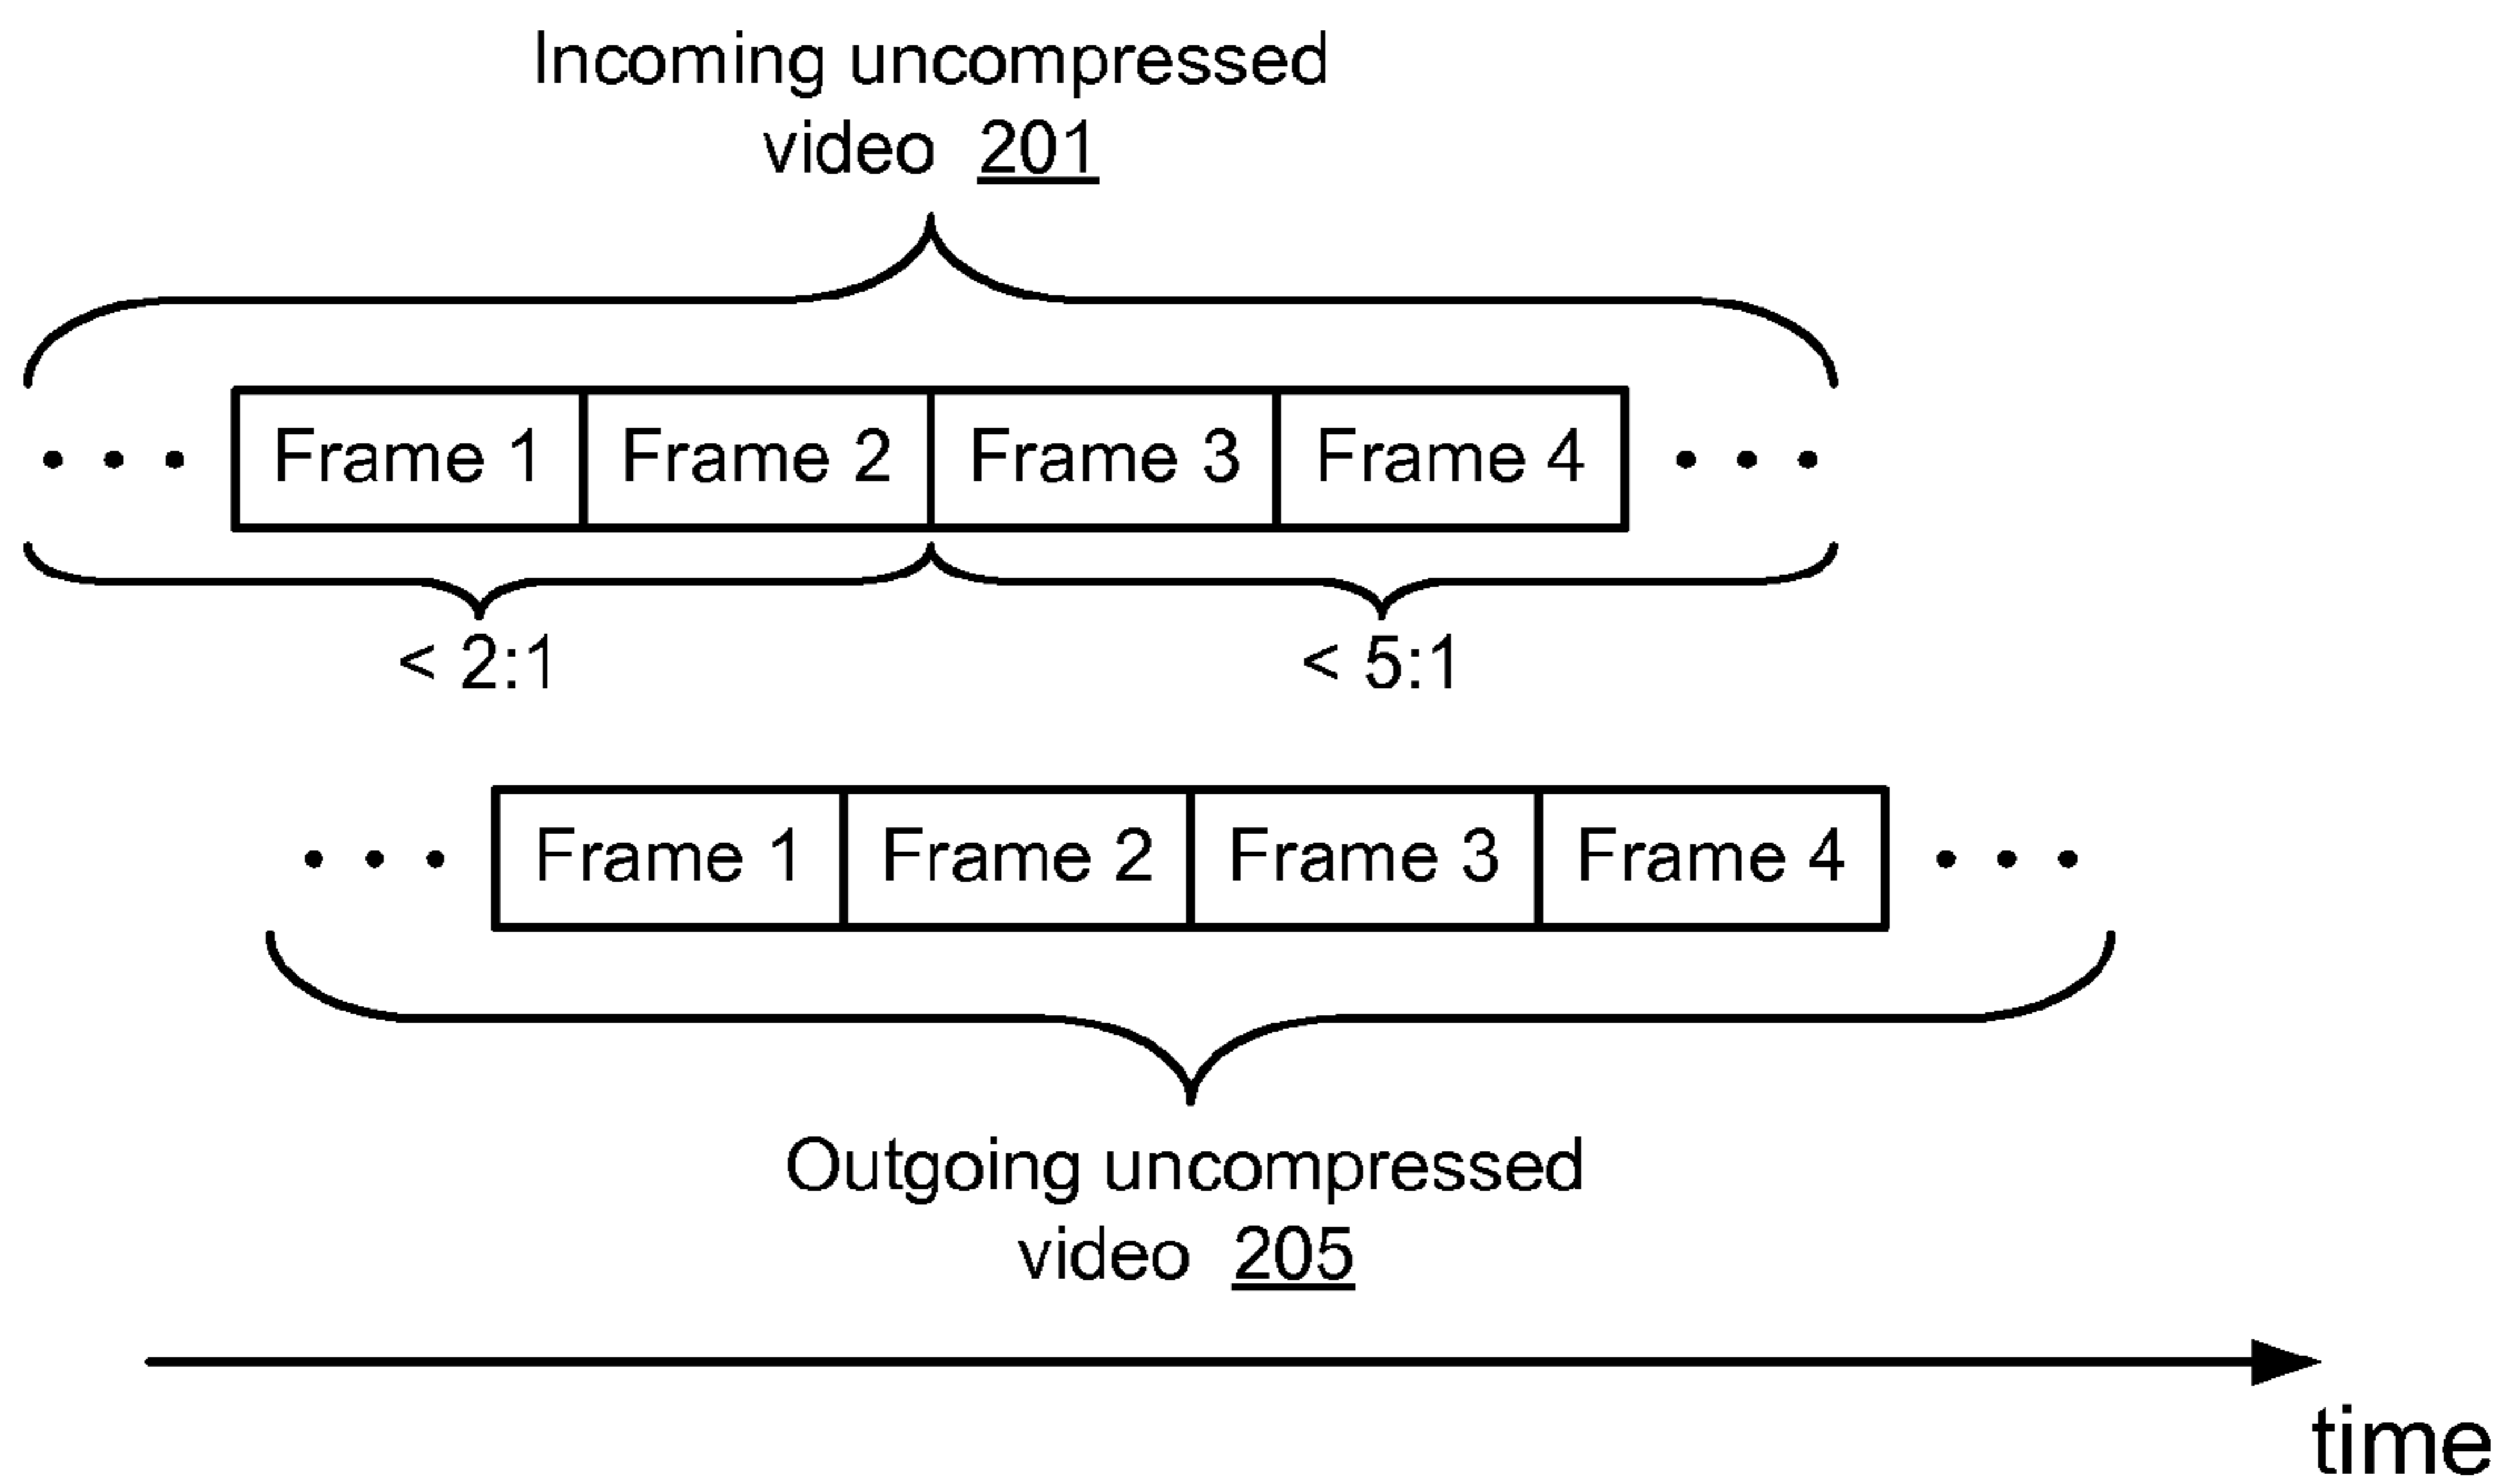 Incoming uncompressed
video 201
• • • Frame 1 Frame 2 Frame 3 Frame 4 • • •
< 2:1 < 5:1
• • • Frame 1 Frame 2 Frame 3 Frame 4 • • •
Outgoing uncompressed
video 205
time